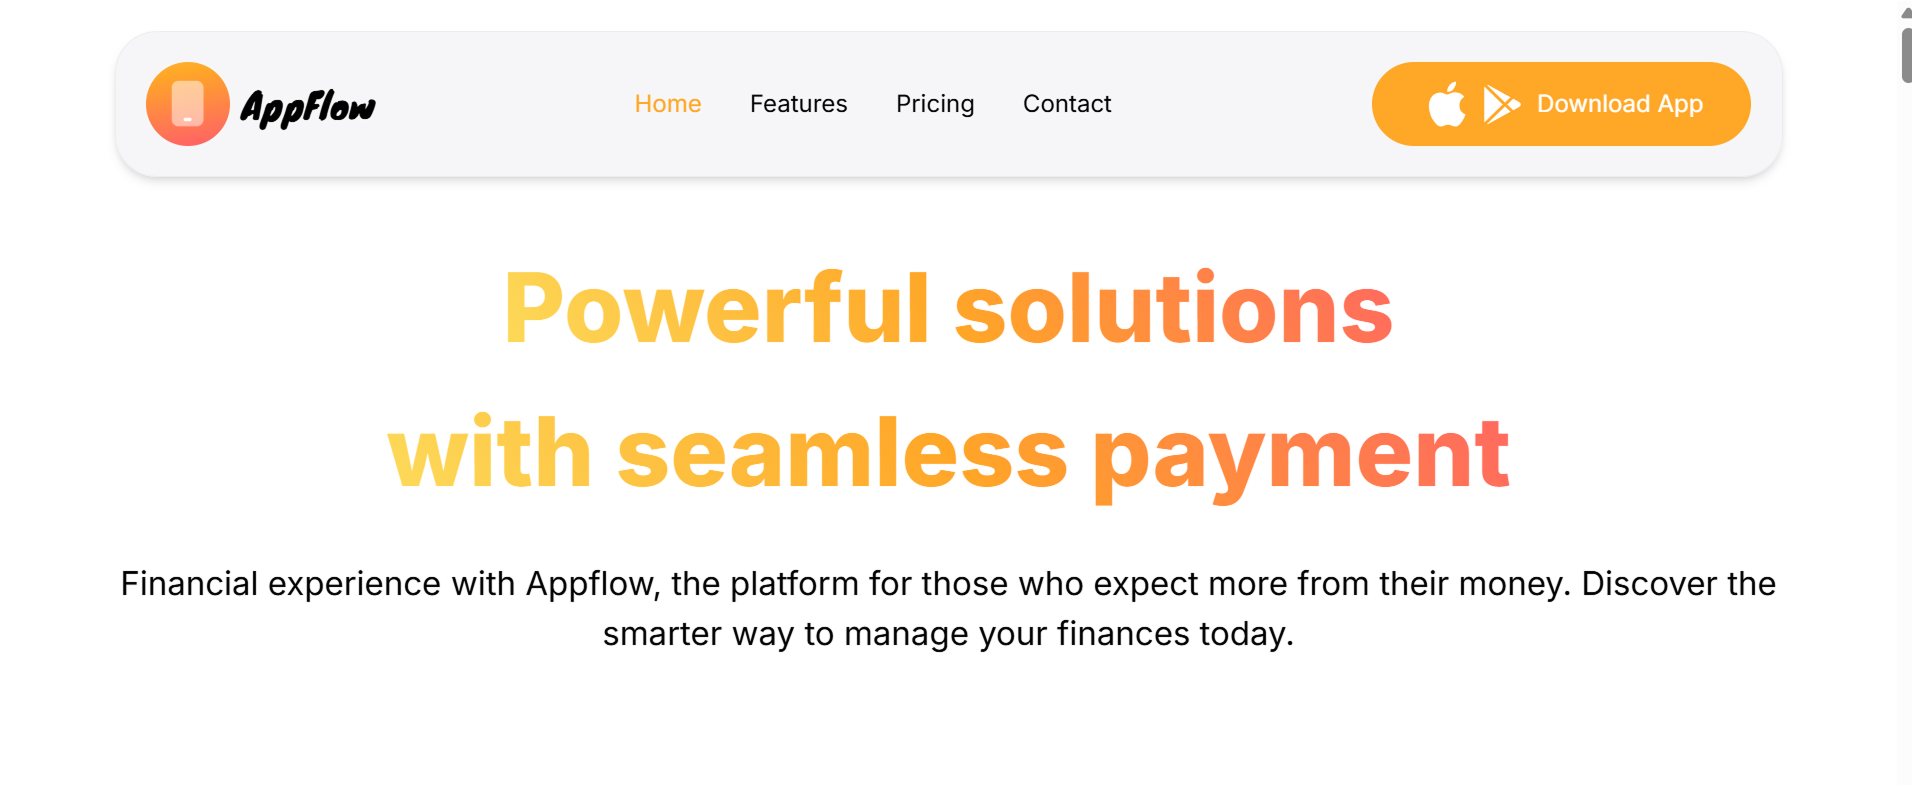 AppFlow
Home Features Pricing Contact
Download App
Powerful solutions
with seamless payment
Financial experience with Appflow, the platform for those who expect more from their money. Discover the
smarter way to manage your finances today.